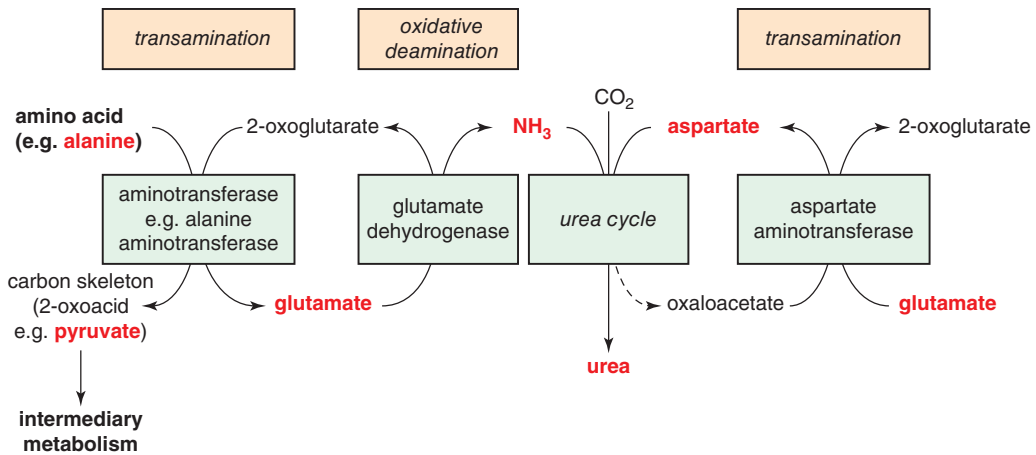 transamination
oxidative
deamination
transamination
amino acid
(e.g. alanine)
2-oxoglutarate
NH₃
CO₂
aspartate
2-oxoglutarate
aminotransferase
e.g. alanine
aminotransferase
glutamate
dehydrogenase
urea cycle
aspartate
aminotransferase
carbon skeleton
(2-oxoacid
e.g. pyruvate)
glutamate
oxaloacetate
glutamate
urea
intermediary
metabolism